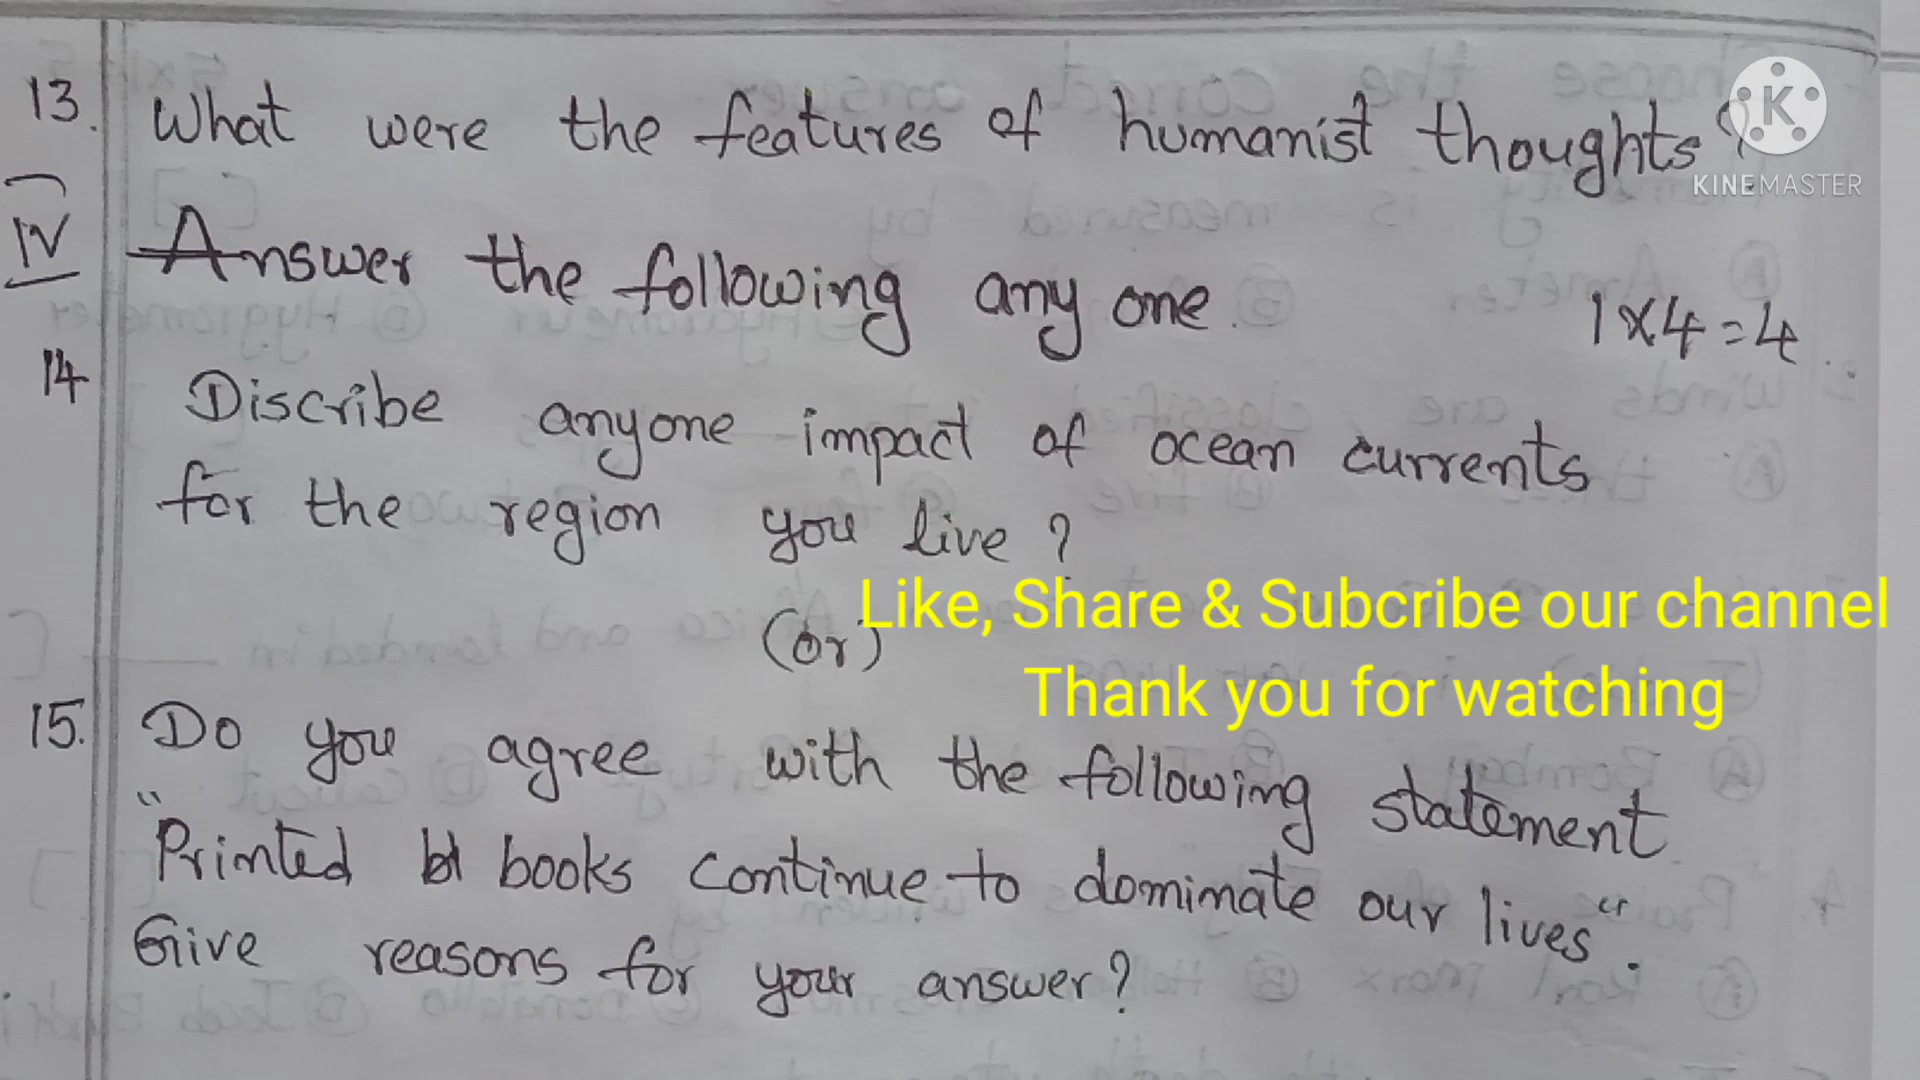 13. What were the features of humanist thoughts?
K
KINEMASTER
IV Answer the following any one. 1x4=4
14 Discribe anyone impact of ocean currents
for the region you live?
(or)
Like, Share & Subcribe our channel
Thank you for watching
15. Do you agree with the following statement
"Printed books continue to dominate our lives".
Give reasons for your answer?